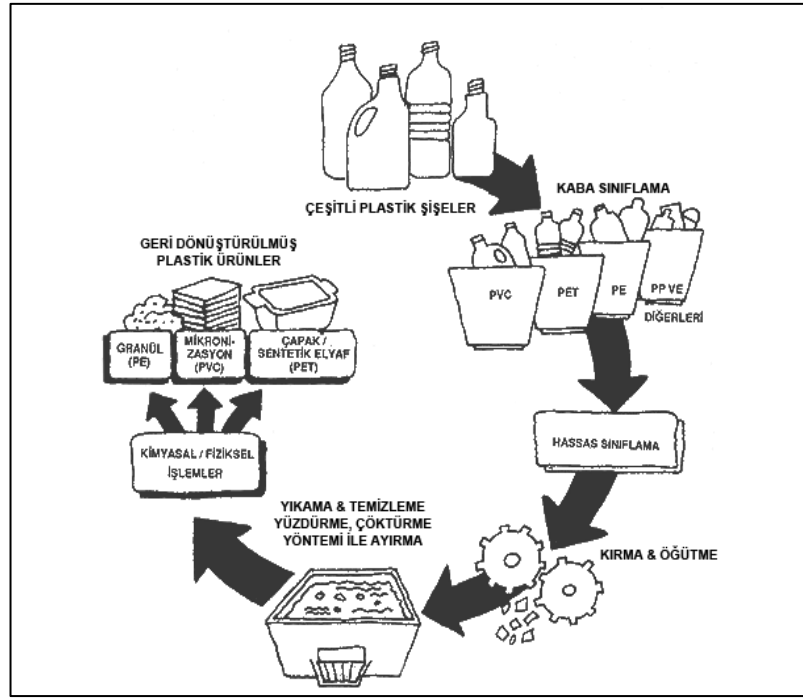 ÇEŞİTLİ PLASTİK ŞİŞELER
KABA SINIFLAMA
PVC
PET
PE
PP VE
DİĞERLERİ
HASSAS SINIFLAMA
KIRMA & ÖĞÜTME
YIKAMA & TEMİZLEME
YÜZDÜRME, ÇÖKTÜRME
YÖNTEMİ İLE AYIRMA
KİMYASAL / FİZİKSEL
İŞLEMLER
GRANÜL
(PE)
MİKRONİ-
ZASYON
(PVC)
ÇAPAK /
SENTETİK ELYAF
(PET)
GERİ DÖNÜŞTÜRÜLMÜŞ
PLASTİK ÜRÜNLER